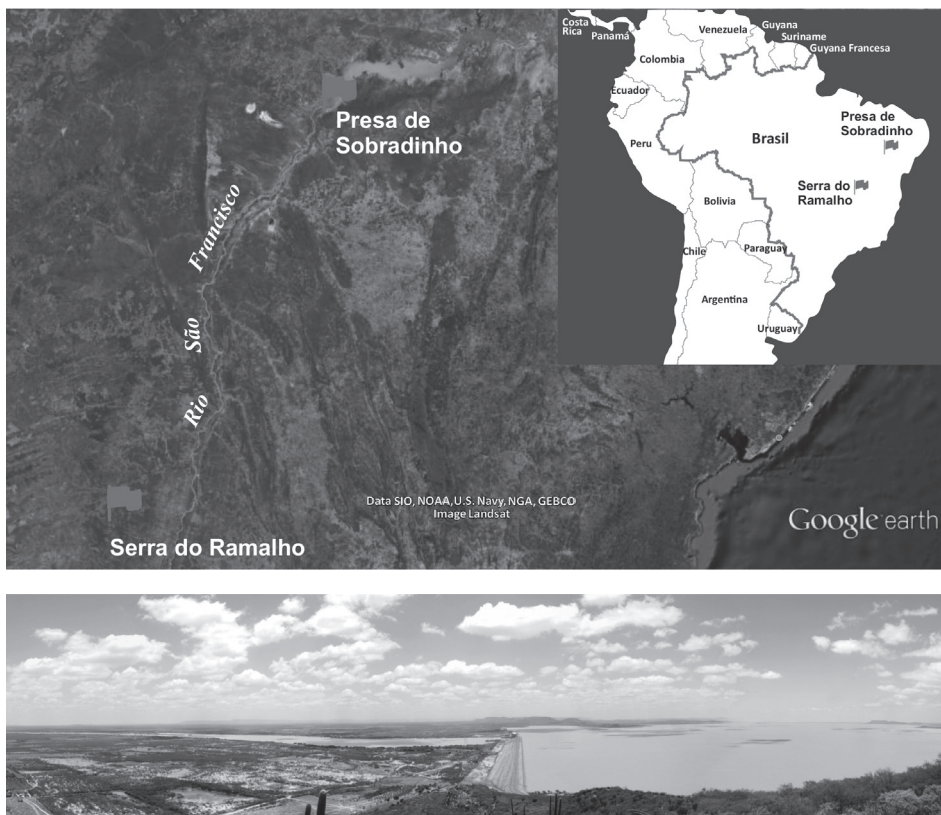 Presa de
Sobradinho
Rio São Francisco
Serra do Ramalho
Data SIO, NOAA, U.S. Navy, NGA, GEBCO
Image Landsat
Google earth
Costa
Rica
Panamá
Venezuela
Guyana
Suriname
Guyana Francesa
Colombia
Ecuador
Peru
Brasil
Presa de
Sobradinho
Serra do
Ramalho
Bolivia
Paraguay
Chile
Argentina
Uruguay